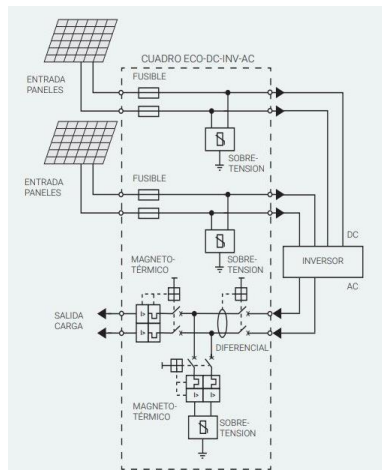 CUADRO ECO-DC-INV-AC
ENTRADA
PANELES
FUSIBLE
SOBRE-
TENSION
ENTRADA
PANELES
FUSIBLE
SOBRE-
TENSION
DC
INVERSOR
AC
MAGNETO-
TÉRMICO
SALIDA
CARGA
DIFERENCIAL
I>
I>
I>
I>
MAGNETO-
TÉRMICO
SOBRE-
TENSION